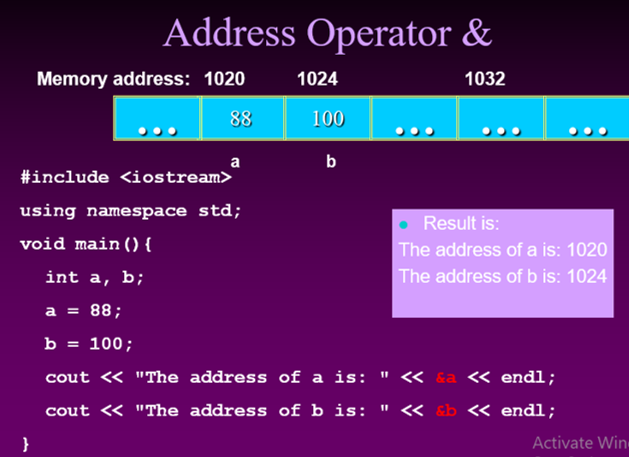 Address Operator &
Memory address: 1020 1024 1032
... 88 100 ... ... ...
a b
#include <iostream>
using namespace std;
void main(){
int a, b;
a = 88;
b = 100;
cout << "The address of a is: " << &a << endl;
cout << "The address of b is: " << &b << endl;
}
Result is:
The address of a is: 1020
The address of b is: 1024
Activate